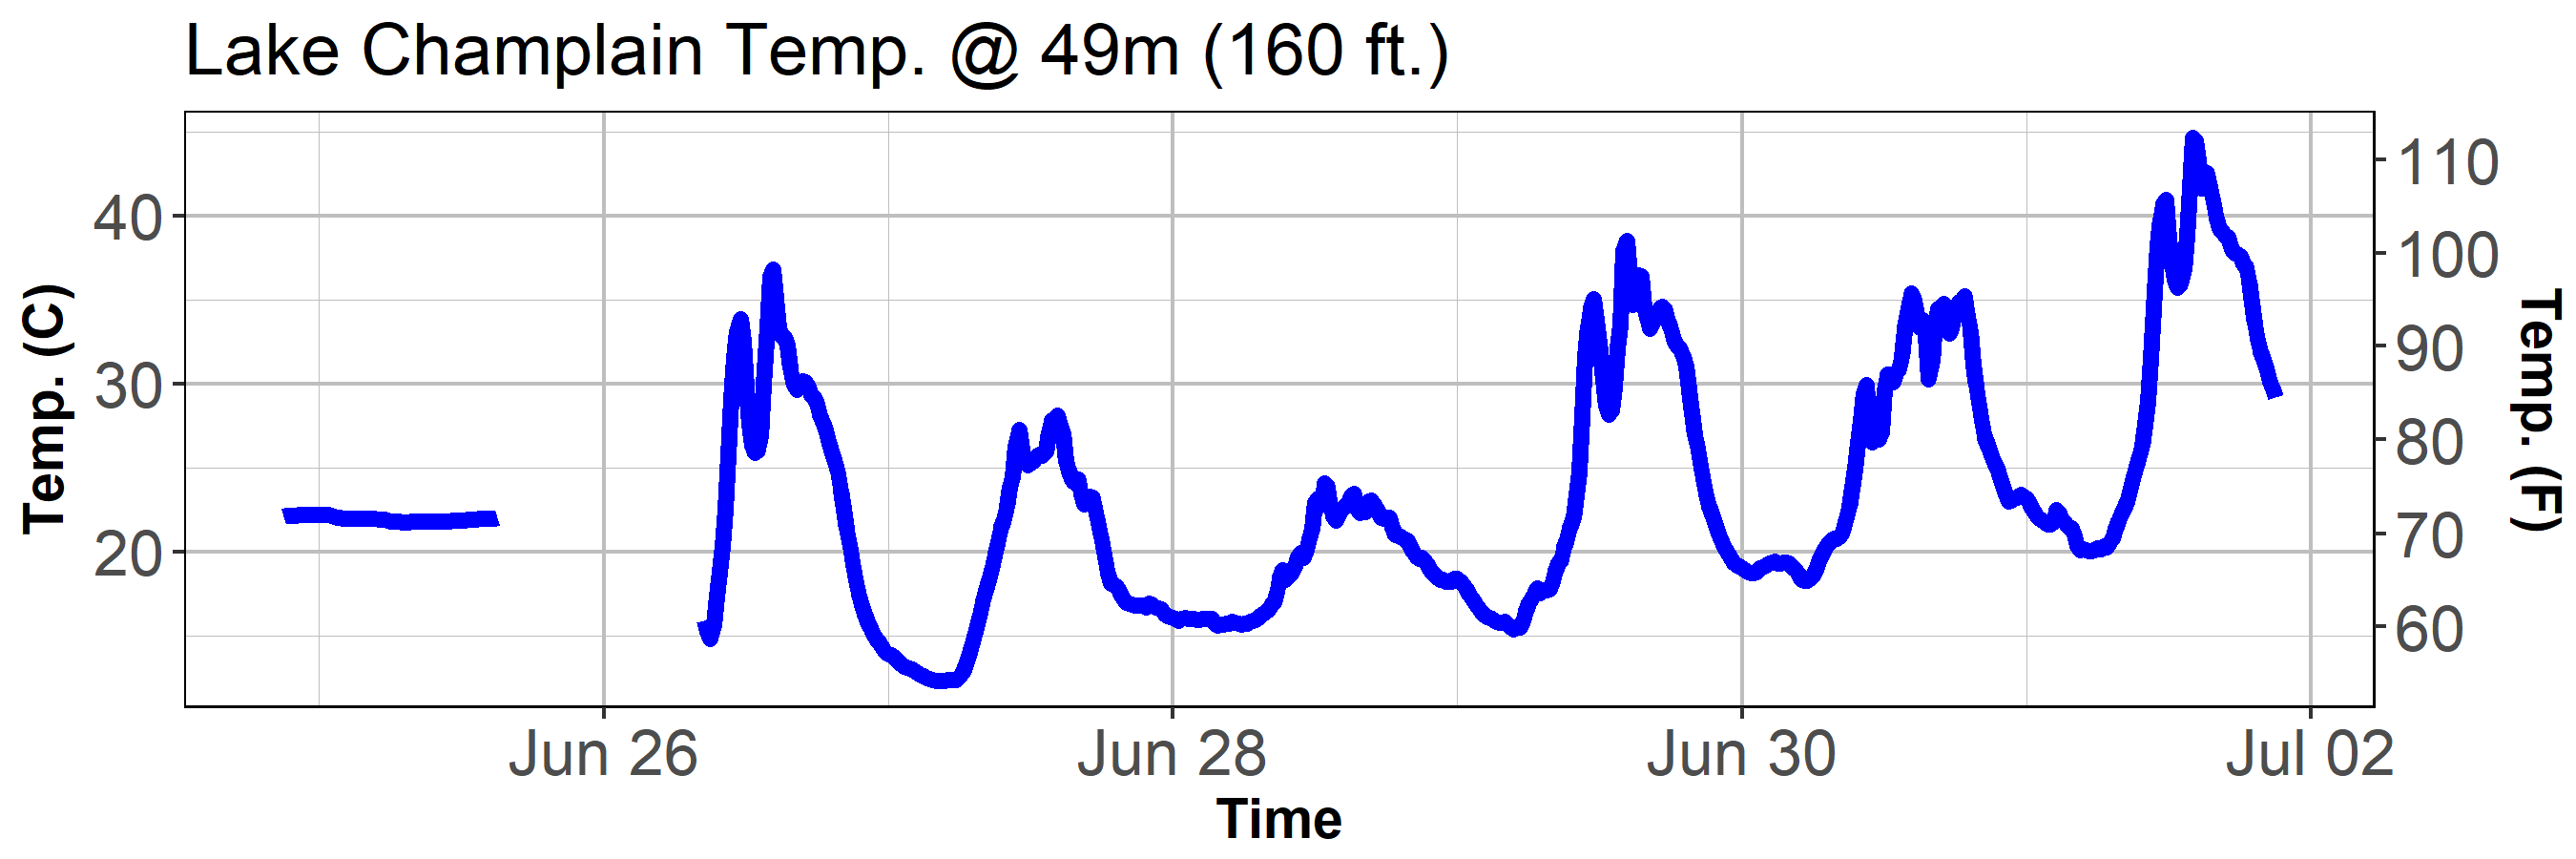 Lake Champlain Temp. @ 49m (160 ft.)
Temp. (C)
40
30
20
110
100
90
80
70
60
Temp. (F)
Jun 26 Jun 28 Jun 30 Jul 02
Time